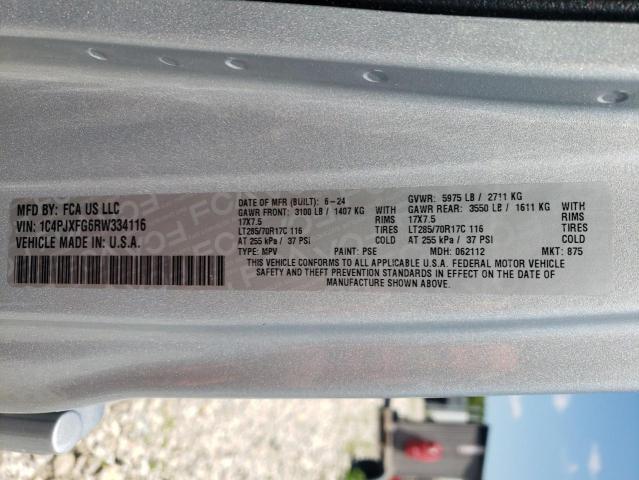 MFD BY: FCA US LLC
VIN: 1C4PJXFG6RW334116
VEHICLE MADE IN U.S.A.
DATE OF MFR (BUILT): 6-24
GAWR FRONT: 3100 LB / 1407 KG
17X7.5 RIMS
LT285/70R17C 116 TIRES
AT 255 kPa / 37 PSI COLD
GVWR: 5975 LB / 2711 KG
GAWR REAR: 3550 LB / 1611 KG
17X7.5 RIMS
LT285/70R17C 116 TIRES
AT 255 kPa / 37 PSI COLD
TYPE: MPV PAINT: PSE MDH: 062112 MKT: 875
THIS VEHICLE CONFORMS TO ALL APPLICABLE U.S.A. FEDERAL MOTOR VEHICLE
SAFETY AND THEFT PREVENTION STANDARDS IN EFFECT ON THE DATE OF
MANUFACTURE SHOWN ABOVE.